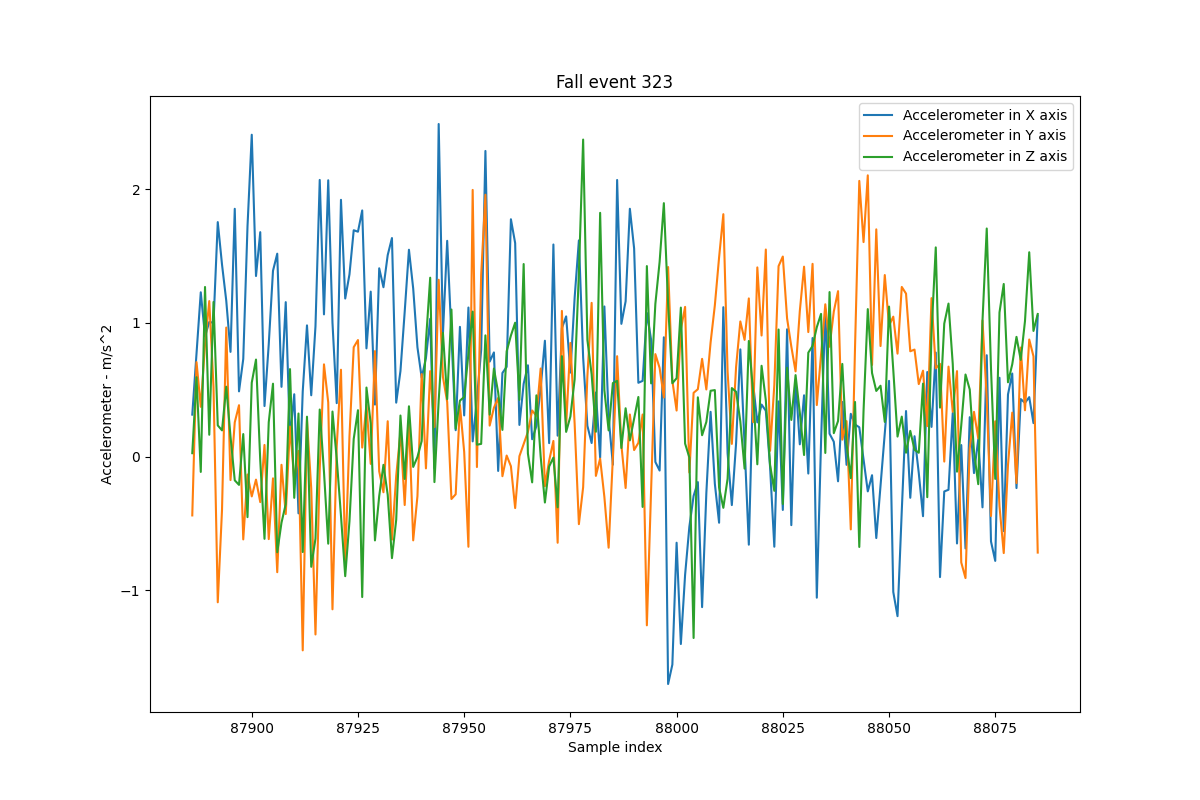 Fall event 323
Accelerometer in X axis
Accelerometer in Y axis
Accelerometer in Z axis
Accelerometer - m/s^2
2
1
0
−1
87900 87925 87950 87975 88000 88025 88050 88075
Sample index